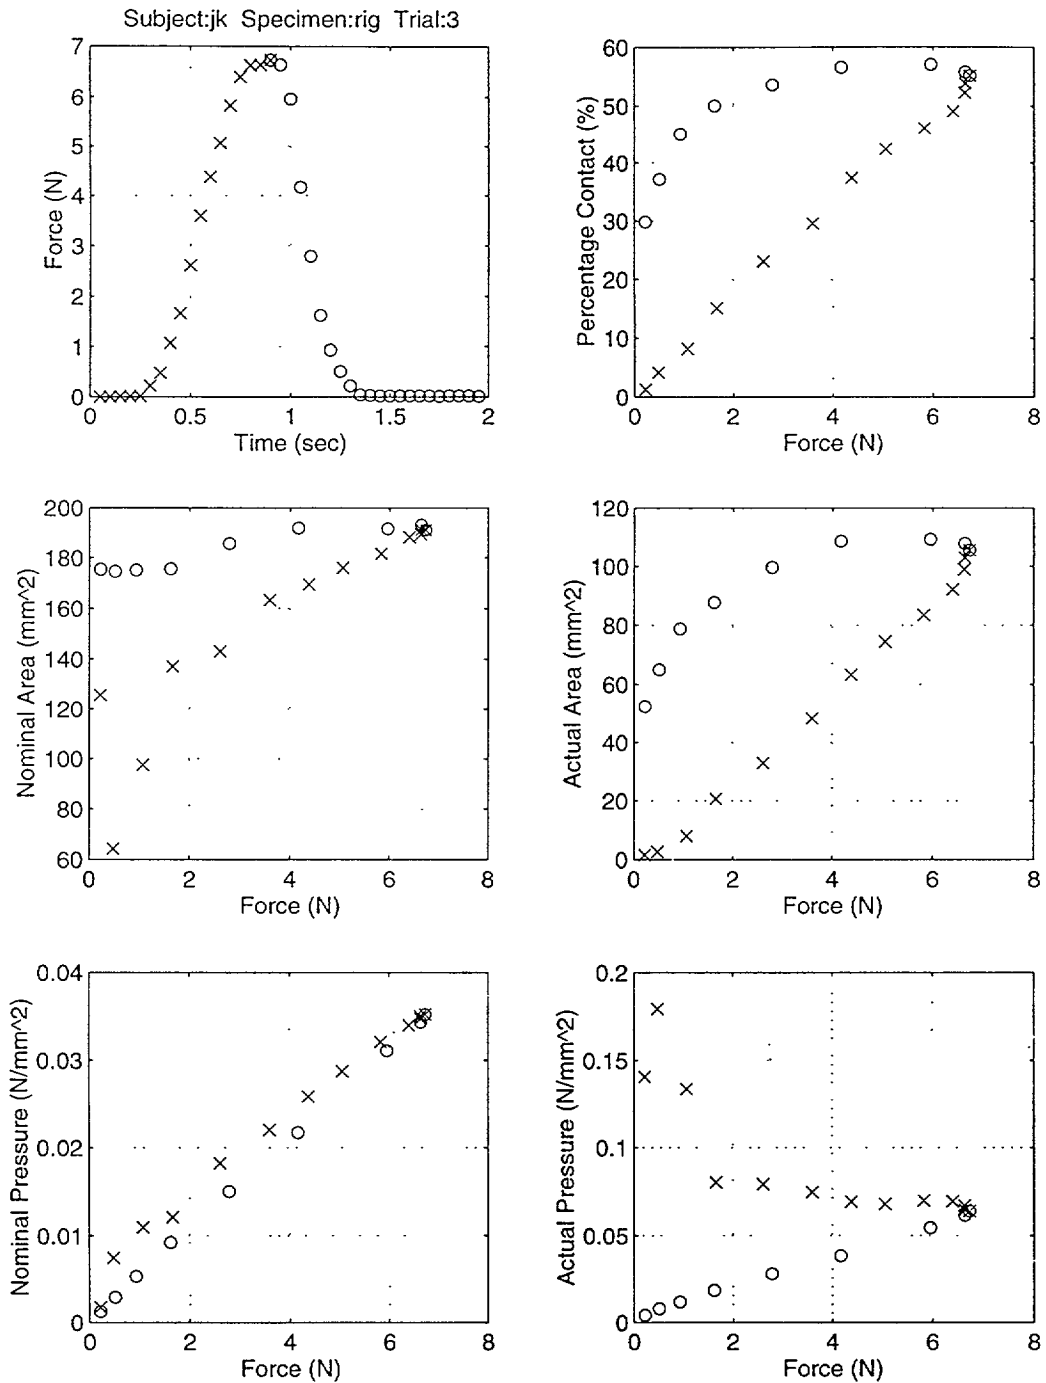 Subject:jk Specimen:rig Trial:3
7
6
5
4
3
2
1
0
Force (N)
0 0.5 1 1.5 2
Time (sec)
60
50
40
30
20
10
0
Percentage Contact (%)
0 2 4 6 8
Force (N)
200
180
160
140
120
100
80
60
Nominal Area (mm^2)
0 2 4 6 8
Force (N)
120
100
80
60
40
20
0
Actual Area (mm^2)
0 2 4 6 8
Force (N)
0.04
0.03
0.02
0.01
0
Nominal Pressure (N/mm^2)
0 2 4 6 8
Force (N)
0.2
0.15
0.1
0.05
0
Actual Pressure (N/mm^2)
0 2 4 6 8
Force (N)